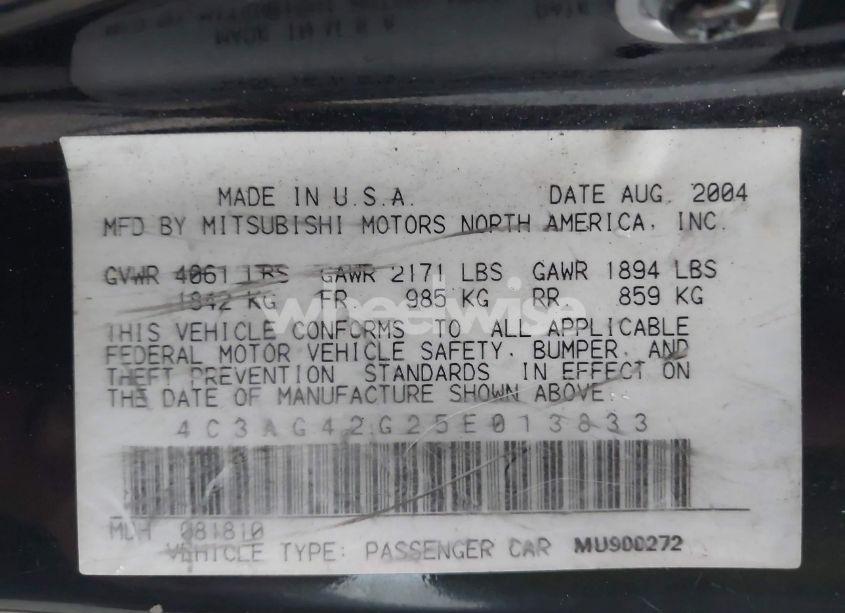 MADE IN U.S.A. DATE AUG. 2004
MFD BY MITSUBISHI MOTORS NORTH AMERICA, INC.
GVWR 4061 LBS GAWR 2171 LBS GAWR 1894 LBS
1842 KG FR. 985 KG RR. 859 KG
wheelwise
THIS VEHICLE CONFORMS TO ALL APPLICABLE
FEDERAL MOTOR VEHICLE SAFETY, BUMPER, AND
THEFT PREVENTION STANDARDS IN EFFECT ON
THE DATE OF MANUFACTURE SHOWN ABOVE.
4C3AG42G25E013833
MDH 081810
VEHICLE TYPE: PASSENGER CAR MU900272